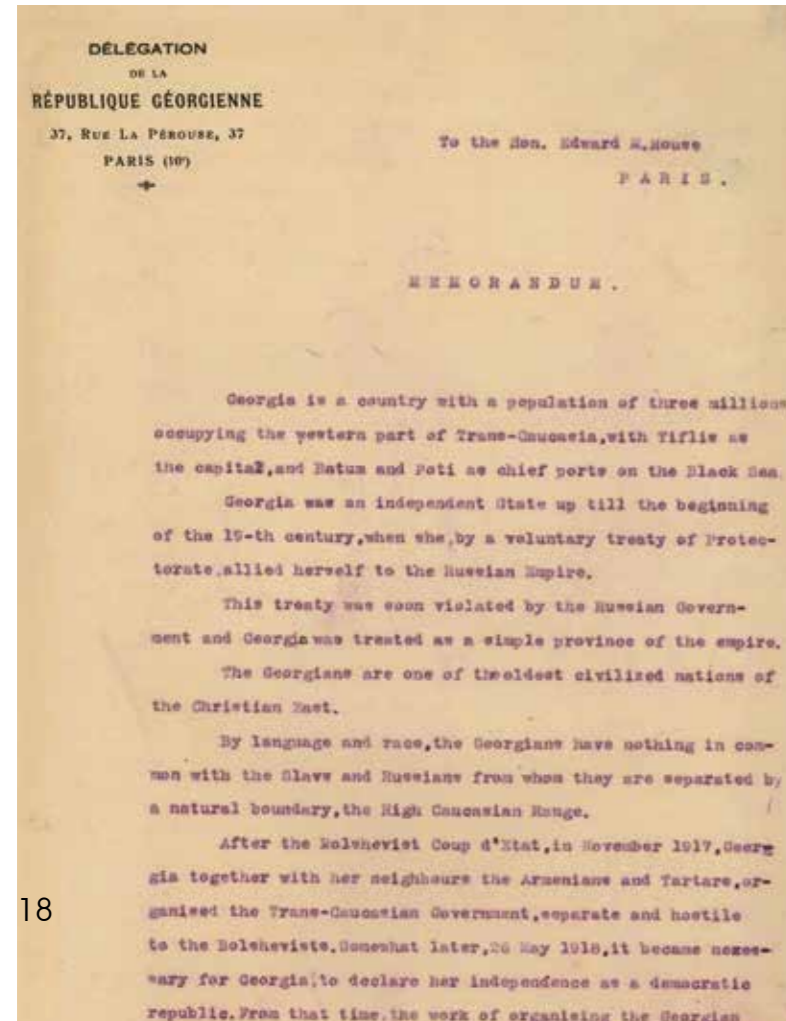 DÉLÉGATION
DE LA
RÉPUBLIQUE GÉORGIENNE
37, RUE LA PÉROUSE, 37
PARIS (16e)
To the Hon. Edward M.House
PARIS.
MEMORANDUM.
Georgia is a country with a population of three millions
occupying the western part of Trans-Caucasia,with Tiflis as
the capital,and Batum and Poti as chief ports on the Black Sea
Georgia was an independent State up till the beginning
of the 19-th century,when she,by a voluntary treaty of Protec-
torate,allied herself to the Russian Empire.
This treaty was soon violated by the Russian Govern-
ment and Georgia was treated as a simple province of the empire.
The Georgians are one of the oldest civilized nations of
the Christian East.
By language and race,the Georgians have nothing in com-
mon with the Slavs and Russians from whom they are separated by
a natural boundary,the High Caucasian Range.
After the Bolshevist Coup d'Etat,in November 1917,Geor
gia together with her neighbours the Armenians and Tartars,or-
18
ganised the Trans-Caucasian Government,separate and hostile
to the Bolshevists.Somewhat later,26 May 1918,it became neces-
sary for Georgia,to declare her independence as a democratic
republic.From that time,the work of organising the Georgian